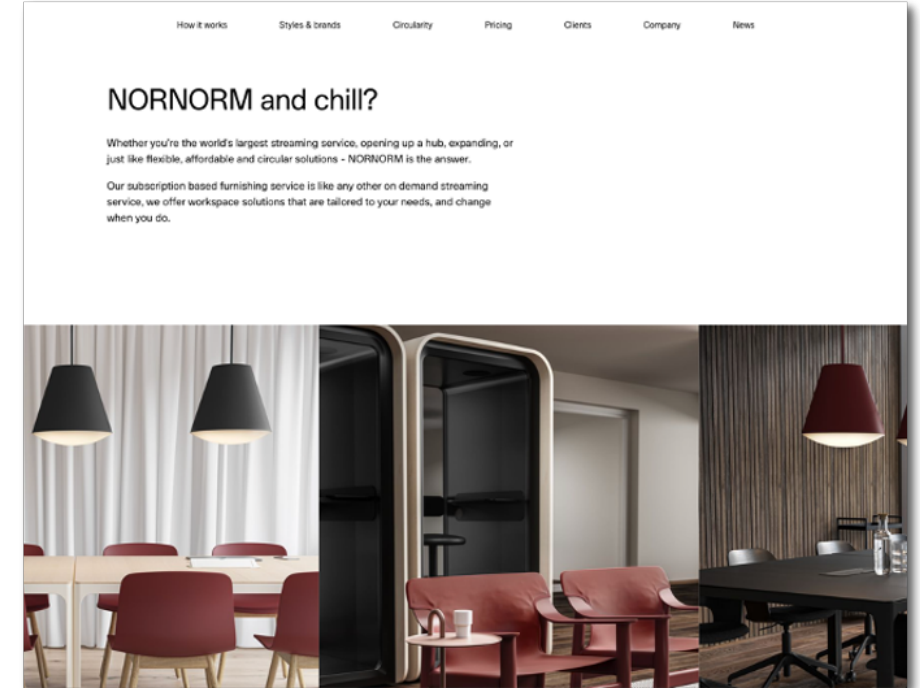 How it works Styles & brands Circularity Pricing Clients Company News
NORNORM and chill?
Whether you're the world's largest streaming service, opening up a hub, expanding, or
just like flexible, affordable and circular solutions - NORNORM is the answer.
Our subscription based furnishing service is like any other on demand streaming
service, we offer workspace solutions that are tailored to your needs, and change
when you do.